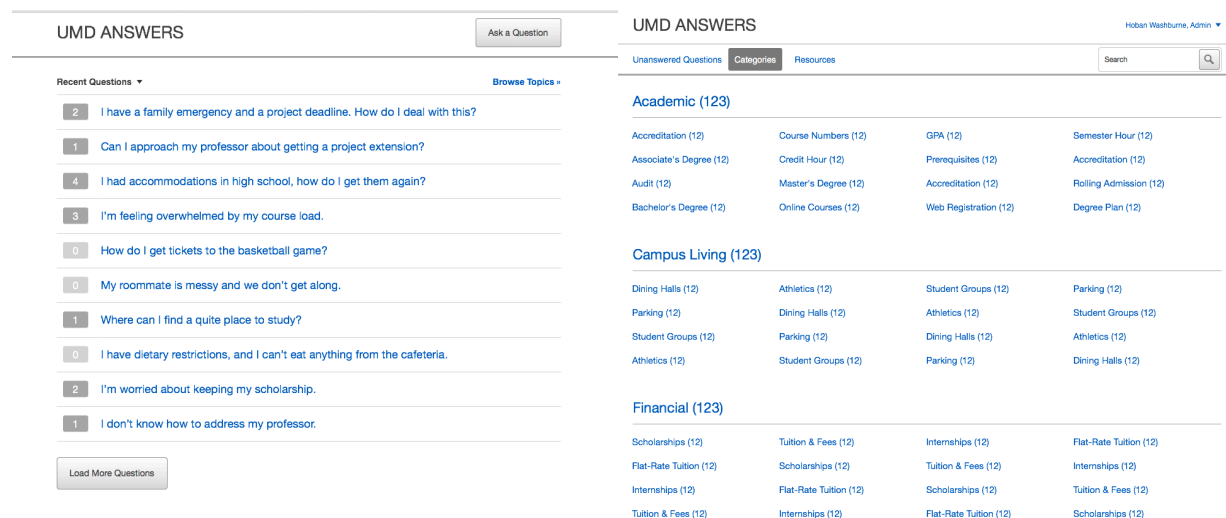 UMD ANSWERS
Ask a Question
Recent Questions ▼
Browse Topics »
2 I have a family emergency and a project deadline. How do I deal with this?
1 Can I approach my professor about getting a project extension?
4 I had accommodations in high school, how do I get them again?
3 I'm feeling overwhelmed by my course load.
0 How do I get tickets to the basketball game?
0 My roommate is messy and we don't get along.
1 Where can I find a quite place to study?
0 I have dietary restrictions, and I can't eat anything from the cafeteria.
2 I'm worried about keeping my scholarship.
1 I don't know how to address my professor.
Load More Questions
UMD ANSWERS
Hoban Washburne, Admin ▼
Unanswered Questions Categories Resources Search
Academic (123)
Accreditation (12) Course Numbers (12) GPA (12) Semester Hour (12)
Associate's Degree (12) Credit Hour (12) Prerequisites (12) Accreditation (12)
Audit (12) Master's Degree (12) Accreditation (12) Rolling Admission (12)
Bachelor's Degree (12) Online Courses (12) Web Registration (12) Degree Plan (12)
Campus Living (123)
Dining Halls (12) Athletics (12) Student Groups (12) Parking (12)
Parking (12) Dining Halls (12) Athletics (12) Student Groups (12)
Student Groups (12) Parking (12) Dining Halls (12) Athletics (12)
Athletics (12) Student Groups (12) Parking (12) Dining Halls (12)
Financial (123)
Scholarships (12) Tuition & Fees (12) Internships (12) Flat-Rate Tuition (12)
Flat-Rate Tuition (12) Scholarships (12) Tuition & Fees (12) Internships (12)
Internships (12) Flat-Rate Tuition (12) Scholarships (12) Tuition & Fees (12)
Tuition & Fees (12) Internships (12) Flat-Rate Tuition (12) Scholarships (12)